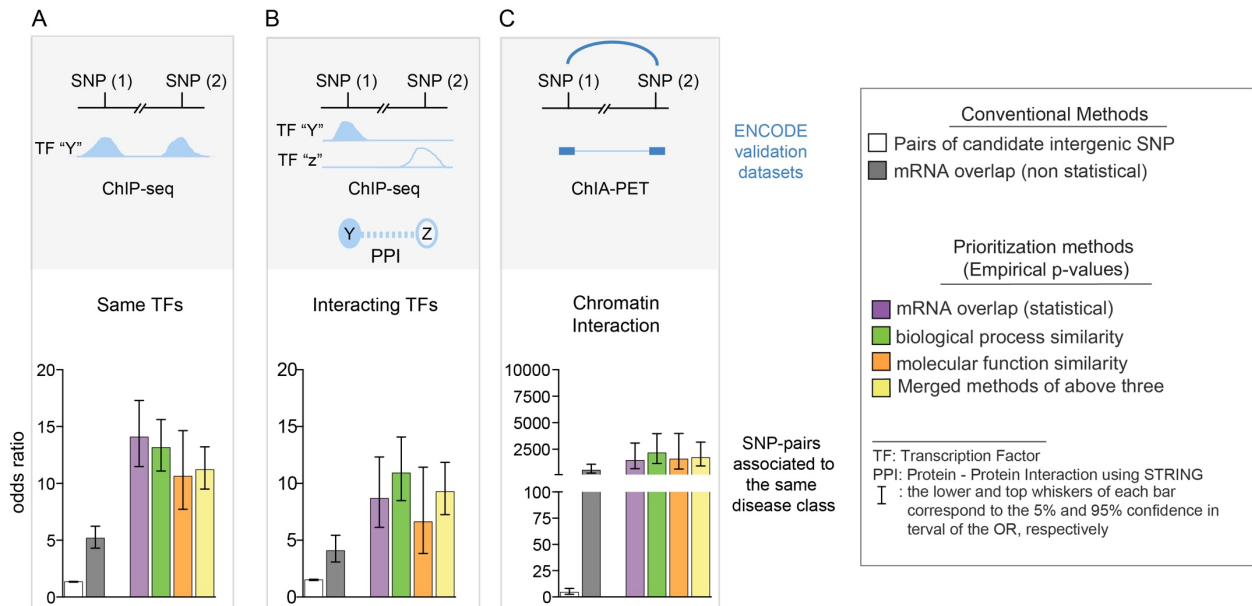 A
SNP (1) SNP (2)
TF “Y”
ChIP-seq
Same TFs
20
15
10
5
0
odds ratio
B
SNP (1) SNP (2)
TF “Y”
TF “z”
ChIP-seq
Y Z
PPI
Interacting TFs
20
15
10
5
0
C
SNP (1) SNP (2)
ChIA-PET
Chromatin
Interaction
10000
7500
5000
2500
100
75
50
25
0
ENCODE
validation
datasets
SNP-pairs
associated to
the same
disease class
Conventional Methods
Pairs of candidate intergenic SNP
mRNA overlap (non statistical)
Prioritization methods
(Empirical p-values)
mRNA overlap (statistical)
biological process similarity
molecular function similarity
Merged methods of above three
TF: Transcription Factor
PPI: Protein - Protein Interaction using STRING
: the lower and top whiskers of each bar
correspond to the 5% and 95% confidence in
terval of the OR, respectively